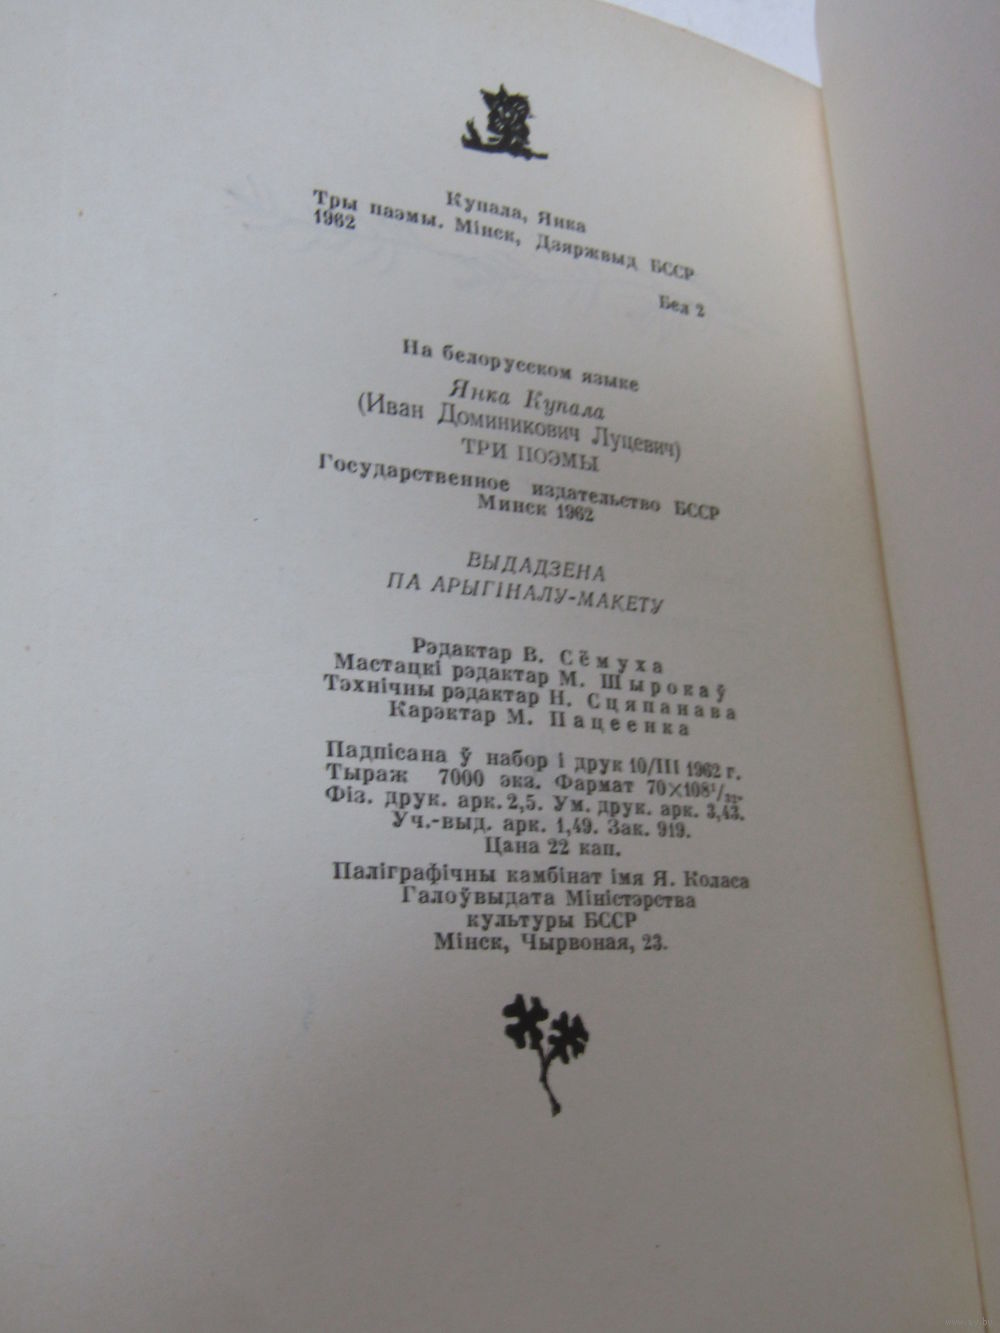 Купала, Янка
Тры паэмы. Мінск, Дзяржвыд БССР
1962
Бел 2
На белорусском языке
Янка Купала
(Иван Доминикович Луцевич)
ТРИ ПОЭМЫ
Государственное издательство БССР
Минск 1962
ВЫДАДЗЕНА
ПА АРЫГІНАЛУ-МАКЕТУ
Рэдактар В. Сёмуха
Мастацкі рэдактар М. Шырокаў
Тэхнічны рэдактар Н. Сцяпанава
Карэктар М. Пацеенка
Падпісана ў набор і друк 10/III 1962 г.
Тыраж 7000 экз. Фармат 70×108¹/₃₂.
Фіз. друк. арк. 2,5. Ум. друк. арк. 3,43.
Уч.-выд. арк. 1,49. Зак. 919.
Цана 22 кап.
Паліграфічны камбінат імя Я. Коласа
Галоўвыдата Міністэрства
культуры БССР
Мінск, Чырвоная, 23.